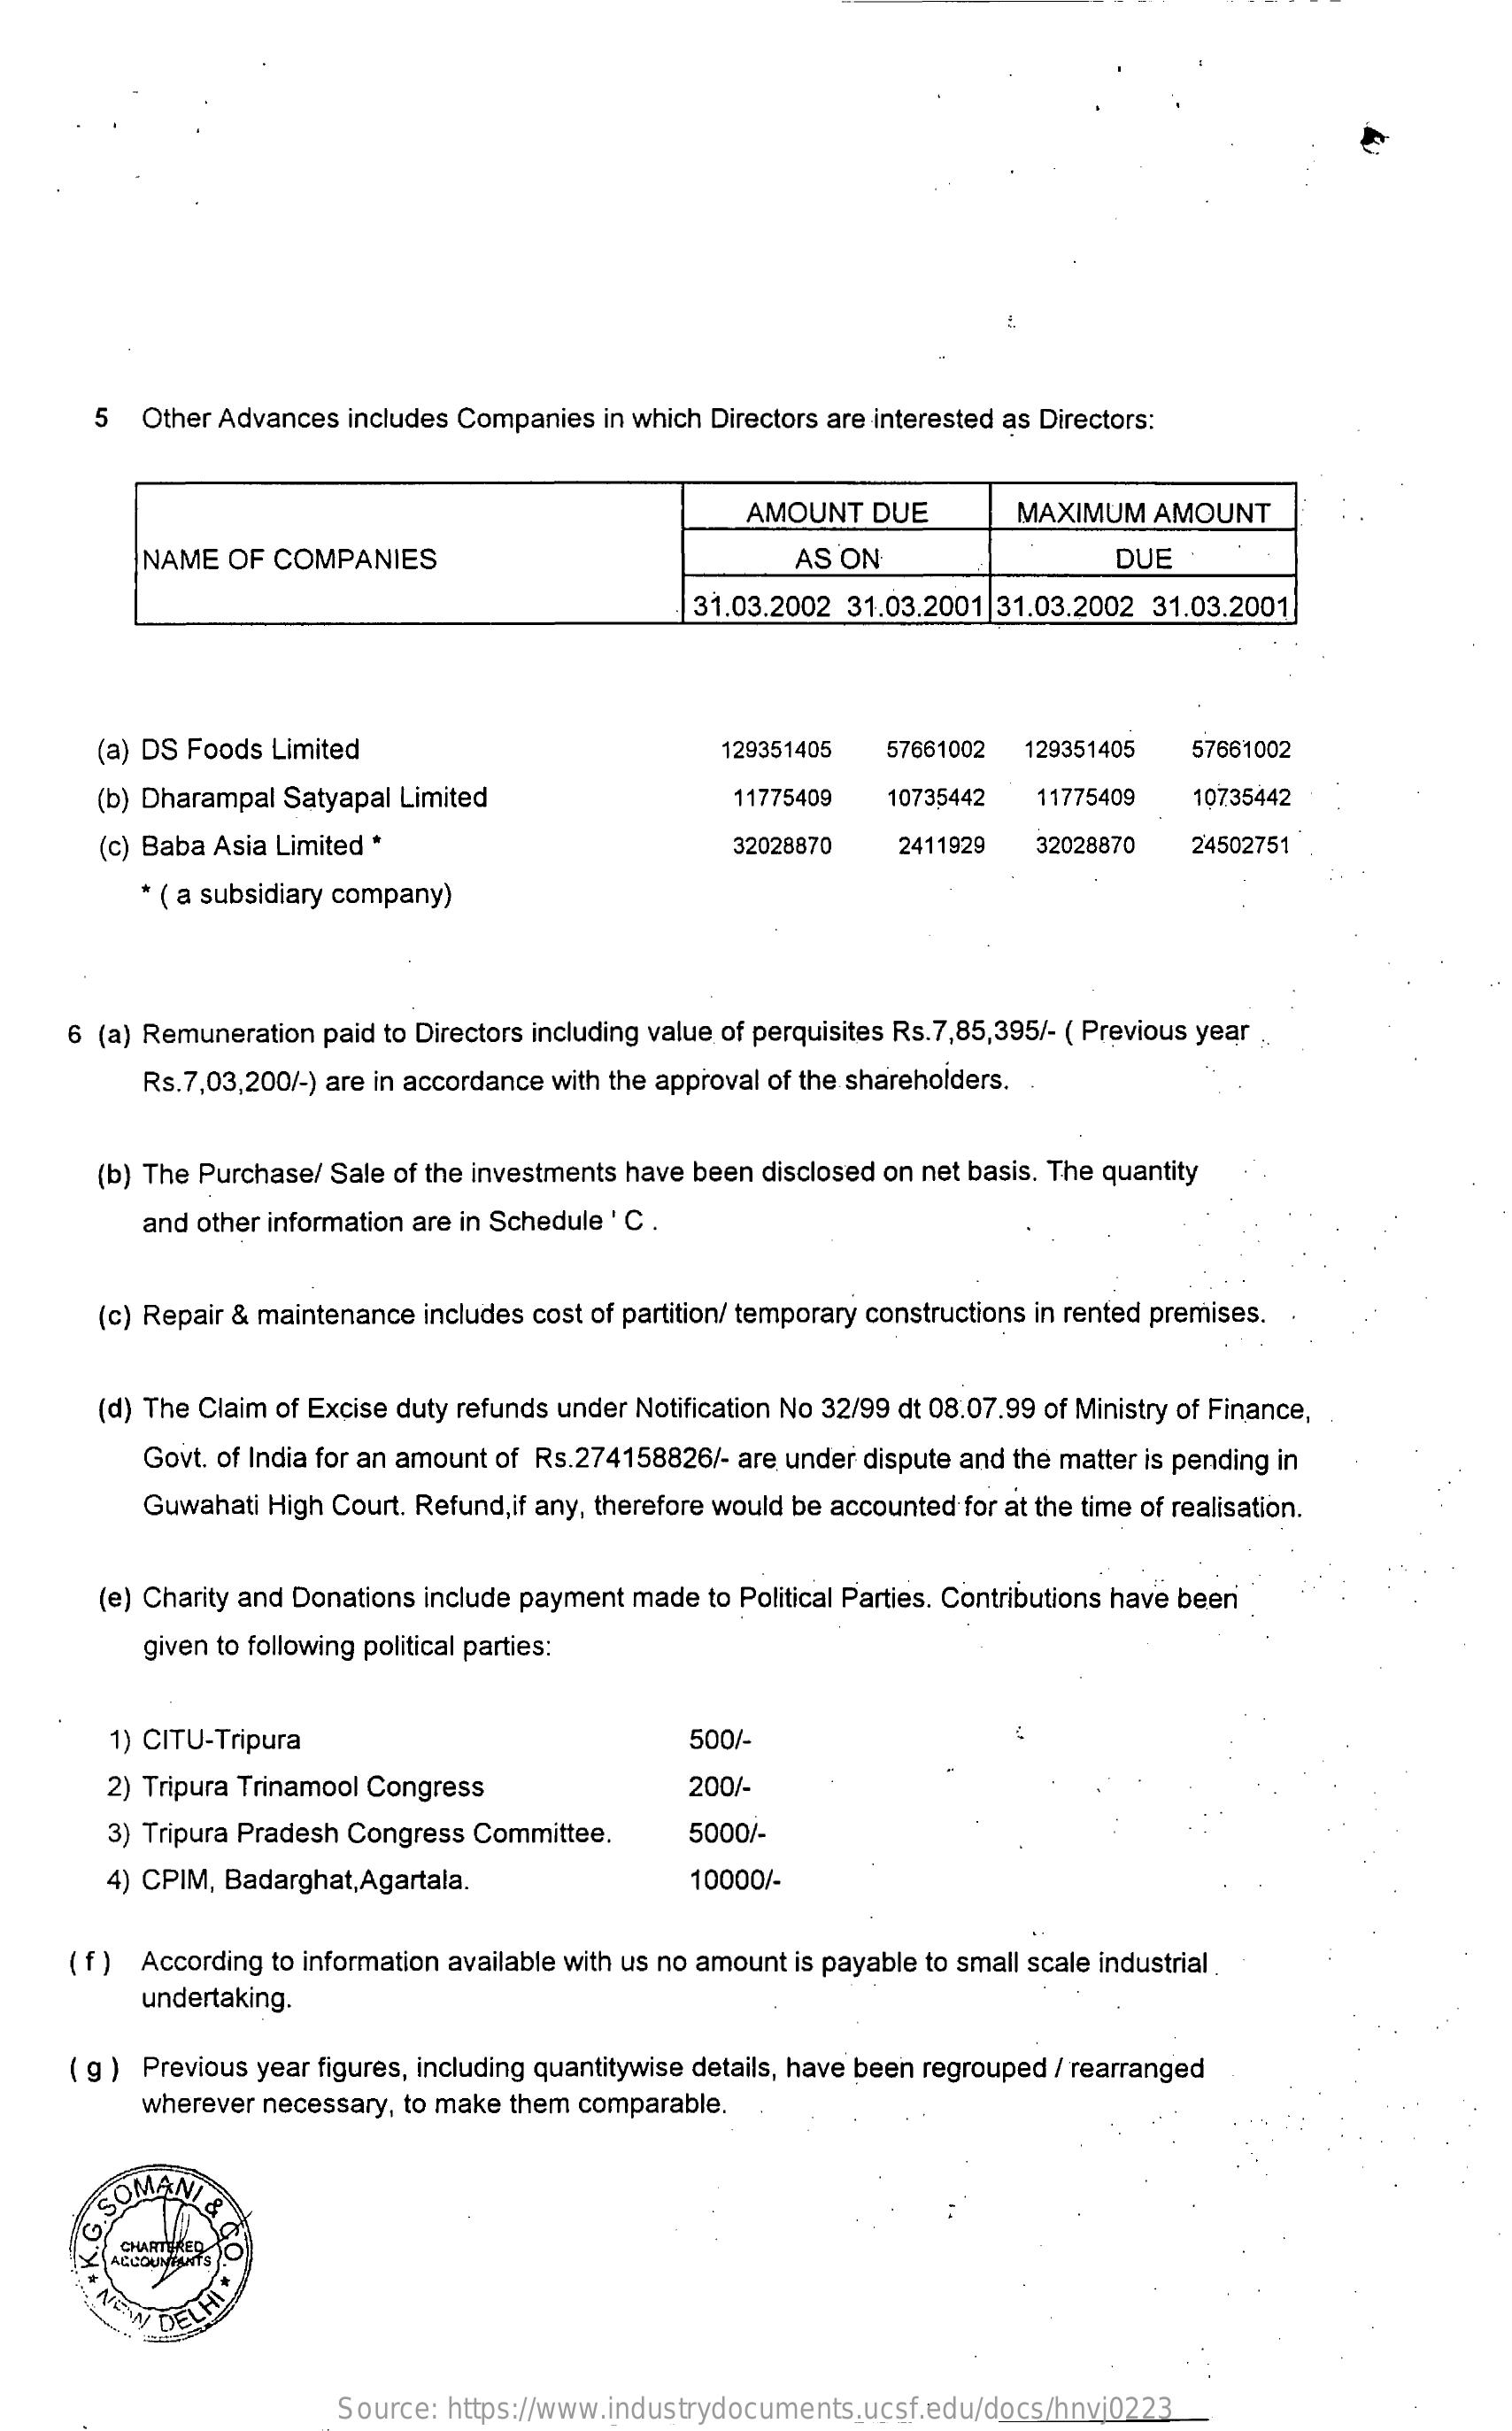 5 Other Advances includes Companies in which Directors are interested as Directors:
AMOUNT DUE MAXIMUM AMOUNT
NAME OF COMPANIES AS ON DUE
31.03.2002 31.03.2001 31.03.2002 31.03.2001
(a) DS Foods Limited 129351405 57661002 129351405 57661002
(b) Dharampal Satyapal Limited 11775409 10735442 11775409 10735442
(c) Baba Asia Limited * 32028870 2411929 32028870 24502751
* ( a subsidiary company)
6 (a) Remuneration paid to Directors including value of perquisites Rs.7,85,395/- ( Previous year
Rs.7,03,200/-) are in accordance with the approval of the shareholders.
(b) The Purchase/ Sale of the investments have been disclosed on net basis. The quantity
and other information are in Schedule ' C .
(c) Repair & maintenance includes cost of partition/ temporary constructions in rented premises.
(d) The Claim of Excise duty refunds under Notification No 32/99 dt 08.07.99 of Ministry of Finance,
Govt. of India for an amount of Rs.274158826/- are under dispute and the matter is pending in
Guwahati High Court. Refund,if any, therefore would be accounted for at the time of realisation.
(e) Charity and Donations include payment made to Political Parties. Contributions have been
given to following political parties:
1) CITU-Tripura 500/-
2) Tripura Trinamool Congress 200/-
3) Tripura Pradesh Congress Committee. 5000/-
4) CPIM, Badarghat,Agartala. 10000/-
( f ) According to information available with us no amount is payable to small scale industrial
undertaking.
( g ) Previous year figures, including quantitywise details, have been regrouped / rearranged
wherever necessary, to make them comparable.
K.G. SOMANI & CO.
CHARTERED
ACCOUNTANTS
* NEW DELHI *
Source: https://www.industrydocuments.ucsf.edu/docs/hnvj0223